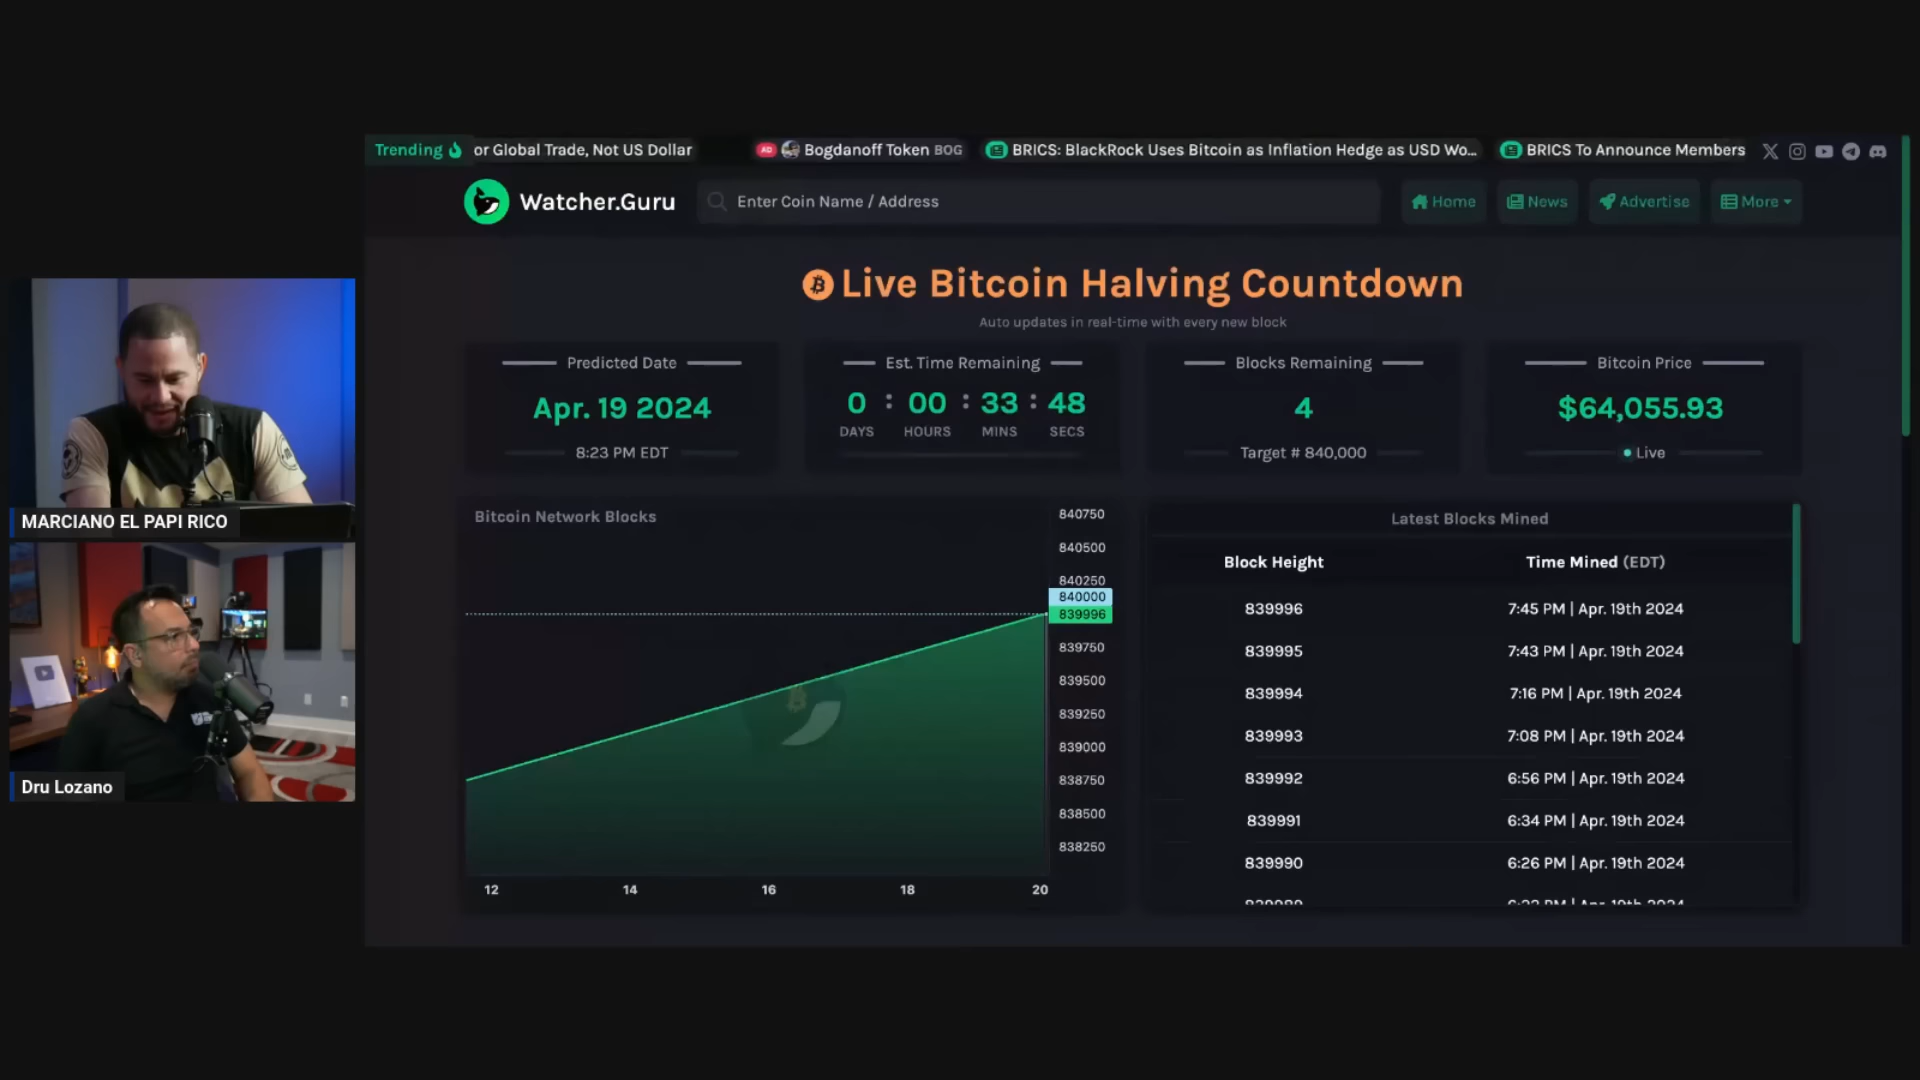 Trending or Global Trade, Not US Dollar AD Bogdanoff Token BOG BRICS: BlackRock Uses Bitcoin as Inflation Hedge as USD Wo... BRICS To Announce Members
Watcher.Guru Enter Coin Name / Address Home News Advertise More
Live Bitcoin Halving Countdown
Auto updates in real-time with every new block
Predicted Date
Apr. 19 2024
8:23 PM EDT
Est. Time Remaining
0 : 00 : 33 : 48
DAYS HOURS MINS SECS
Blocks Remaining
4
Target # 840,000
Bitcoin Price
$64,055.93
Live
MARCIANO EL PAPI RICO
Dru Lozano
Bitcoin Network Blocks
840750
840500
840250
840000
839996
839750
839500
839250
839000
838750
838500
838250
12 14 16 18 20
Latest Blocks Mined
Block Height Time Mined (EDT)
839996 7:45 PM | Apr. 19th 2024
839995 7:43 PM | Apr. 19th 2024
839994 7:16 PM | Apr. 19th 2024
839993 7:08 PM | Apr. 19th 2024
839992 6:56 PM | Apr. 19th 2024
839991 6:34 PM | Apr. 19th 2024
839990 6:26 PM | Apr. 19th 2024